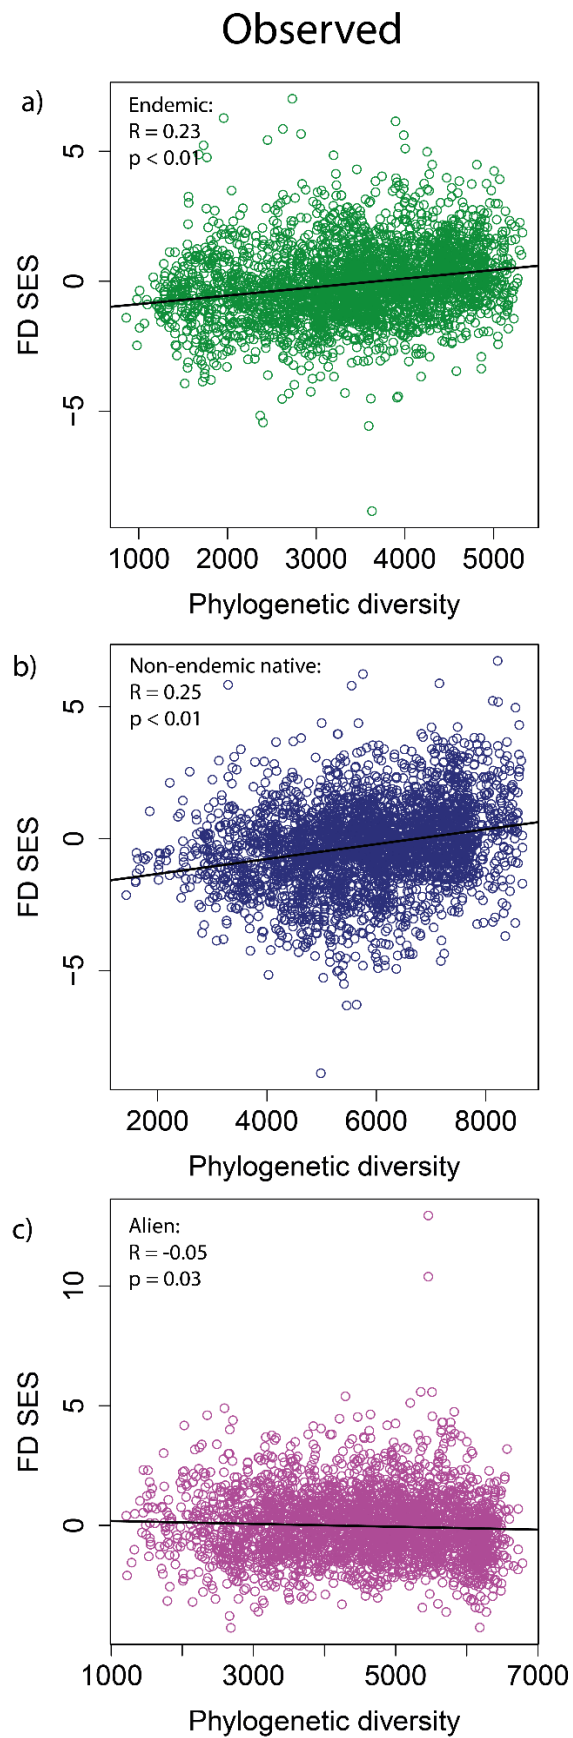 Observed
a)
Endemic:
R = 0.23
p < 0.01
5
0
−5
FD SES
1000 2000 3000 4000 5000
Phylogenetic diversity
b)
Non-endemic native:
R = 0.25
p < 0.01
5
0
−5
FD SES
2000 4000 6000 8000
Phylogenetic diversity
c)
Alien:
R = -0.05
p = 0.03
10
5
0
FD SES
1000 3000 5000 7000
Phylogenetic diversity